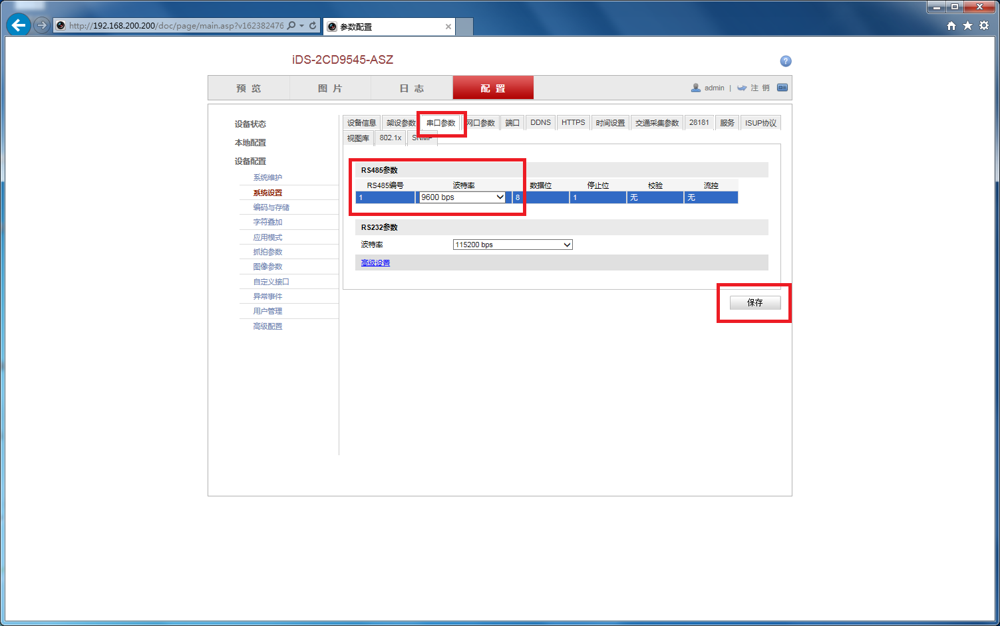 http://192.168.200.200/doc/page/main.asp?v162382476
参数配置
iDS-2CD9545-ASZ
预 览 图 片 日 志 配 置 admin | 注 销
设备状态
本地配置
设备配置
系统维护
系统设置
编码与存储
字符叠加
应用模式
抓拍参数
图像参数
自定义接口
异常事件
用户管理
高级配置
设备信息 架设参数 串口参数 网口参数 端口 DDNS HTTPS 时间设置 交通采集参数 28181 服务 ISUP协议
视图库 802.1x SNMP
RS485参数
RS485编号 波特率 数据位 停止位 校验 流控
1 9600 bps 8 1 无 无
RS232参数
波特率 115200 bps
高级设置
保存